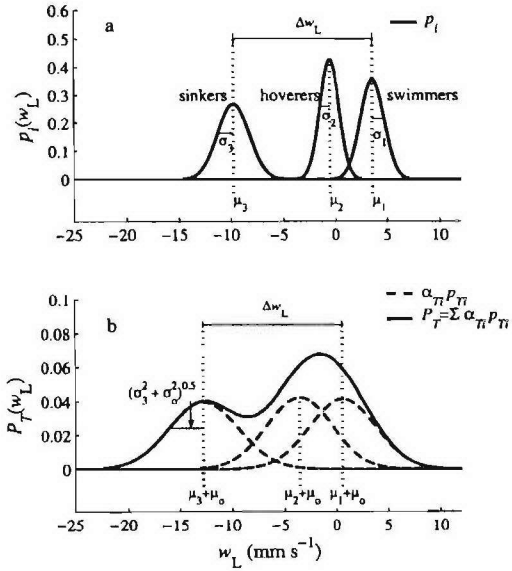 0.6
a
Δw_L
p_i
0.5
0.4
sinkers
hoverers
swimmers
0.3
p_i(w_L)
0.2
σ_3
σ_2
σ_1
0.1
0
μ_3
μ_2
μ_1
-25 -20 -15 -10 -5 0 5 10
0.1
b
Δw_L
α_Ti p_Ti
P_T=Σ α_Ti p_Ti
0.08
0.06
(σ_3^2 + σ_o^2)^0.5
P_T(w_L)
0.04
0.02
0
μ_3+μ_o
μ_2+μ_o
μ_1+μ_o
-25 -20 -15 -10 -5 0 5 10
w_L (mm s^-1)